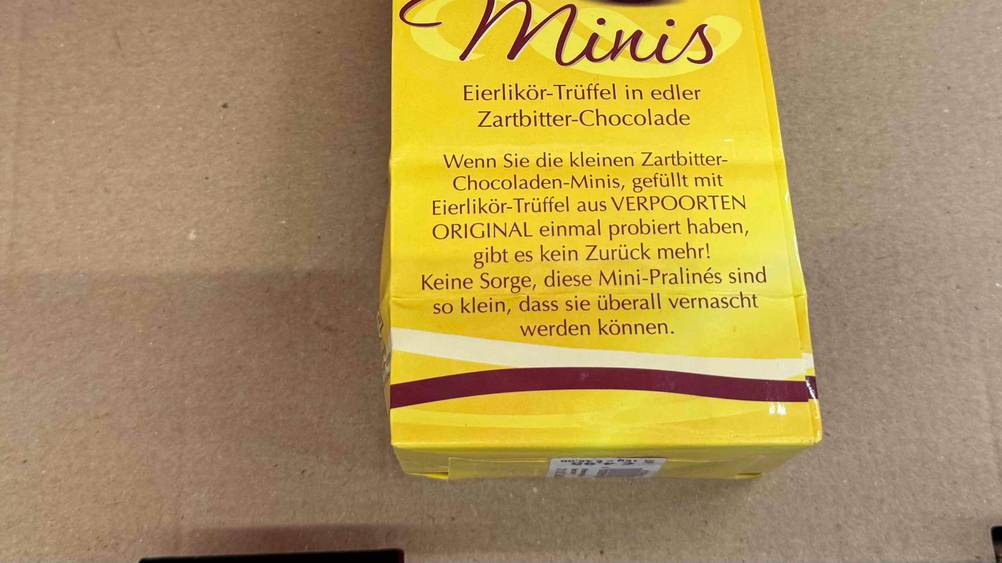 Minis
Eierlikör-Trüffel in edler
Zartbitter-Chocolade
Wenn Sie die kleinen Zartbitter-
Chocoladen-Minis, gefüllt mit
Eierlikör-Trüffel aus VERPOORTEN
ORIGINAL einmal probiert haben,
gibt es kein Zurück mehr!
Keine Sorge, diese Mini-Pralinés sind
so klein, dass sie überall vernascht
werden können.